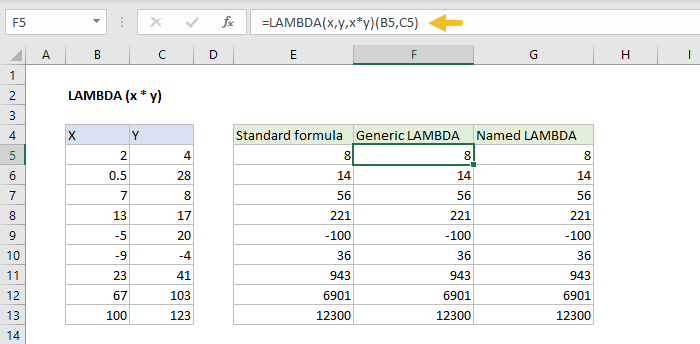 F5 fx =LAMBDA(x,y,x*y)(B5,C5)
A B C D E F G H I
1
2 LAMBDA (x * y)
3
4 X Y Standard formula Generic LAMBDA Named LAMBDA
5 2 4 8 8 8
6 0.5 28 14 14 14
7 7 8 56 56 56
8 13 17 221 221 221
9 -5 20 -100 -100 -100
10 -9 -4 36 36 36
11 23 41 943 943 943
12 67 103 6901 6901 6901
13 100 123 12300 12300 12300
14